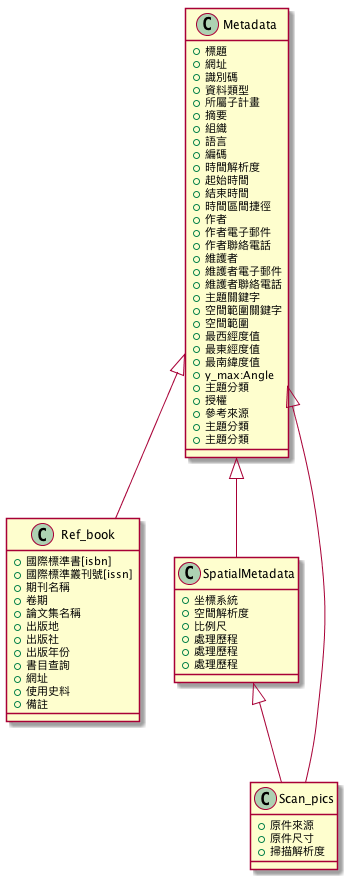 C Metadata
標題
網址
識別碼
資料類型
所屬子計畫
摘要
組織
語言
編碼
時間解析度
起始時間
結束時間
時間區間捷徑
作者
作者電子郵件
作者聯絡電話
維護者
維護者電子郵件
維護者聯絡電話
主題關鍵字
空間範圍關鍵字
空間範圍
最西經度值
最東經度值
最南緯度值
y_max:Angle
主題分類
授權
參考來源
主題分類
主題分類
C Ref_book
國際標準書[isbn]
國際標準叢刊號[issn]
期刊名稱
卷期
論文集名稱
出版地
出版社
出版年份
書目查詢
網址
使用史料
備註
C SpatialMetadata
坐標系統
空間解析度
比例尺
處理歷程
處理歷程
處理歷程
C Scan_pics
原件來源
原件尺寸
掃描解析度